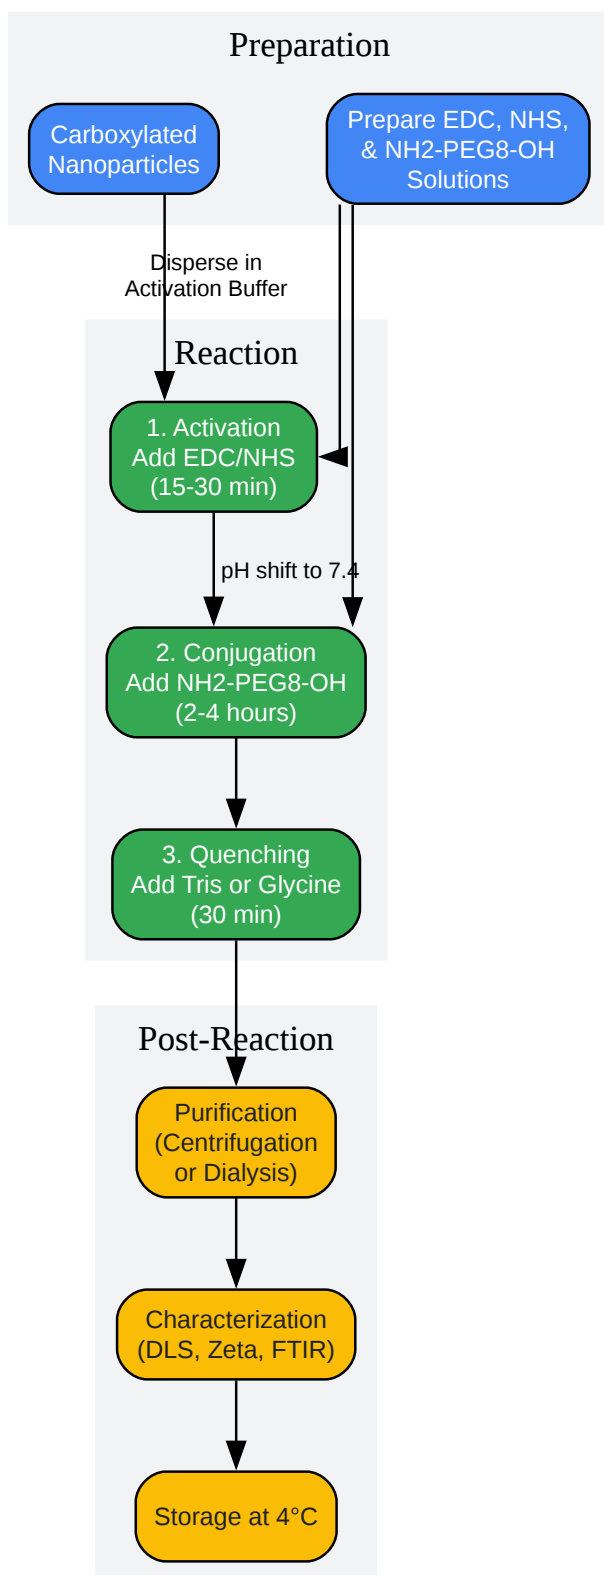 Preparation
Carboxylated
Nanoparticles
Prepare EDC, NHS,
& NH2-PEG8-OH
Solutions
Disperse in
Activation Buffer
Reaction
1. Activation
Add EDC/NHS
(15-30 min)
pH shift to 7.4
2. Conjugation
Add NH2-PEG8-OH
(2-4 hours)
3. Quenching
Add Tris or Glycine
(30 min)
Post-Reaction
Purification
(Centrifugation
or Dialysis)
Characterization
(DLS, Zeta, FTIR)
Storage at 4°C